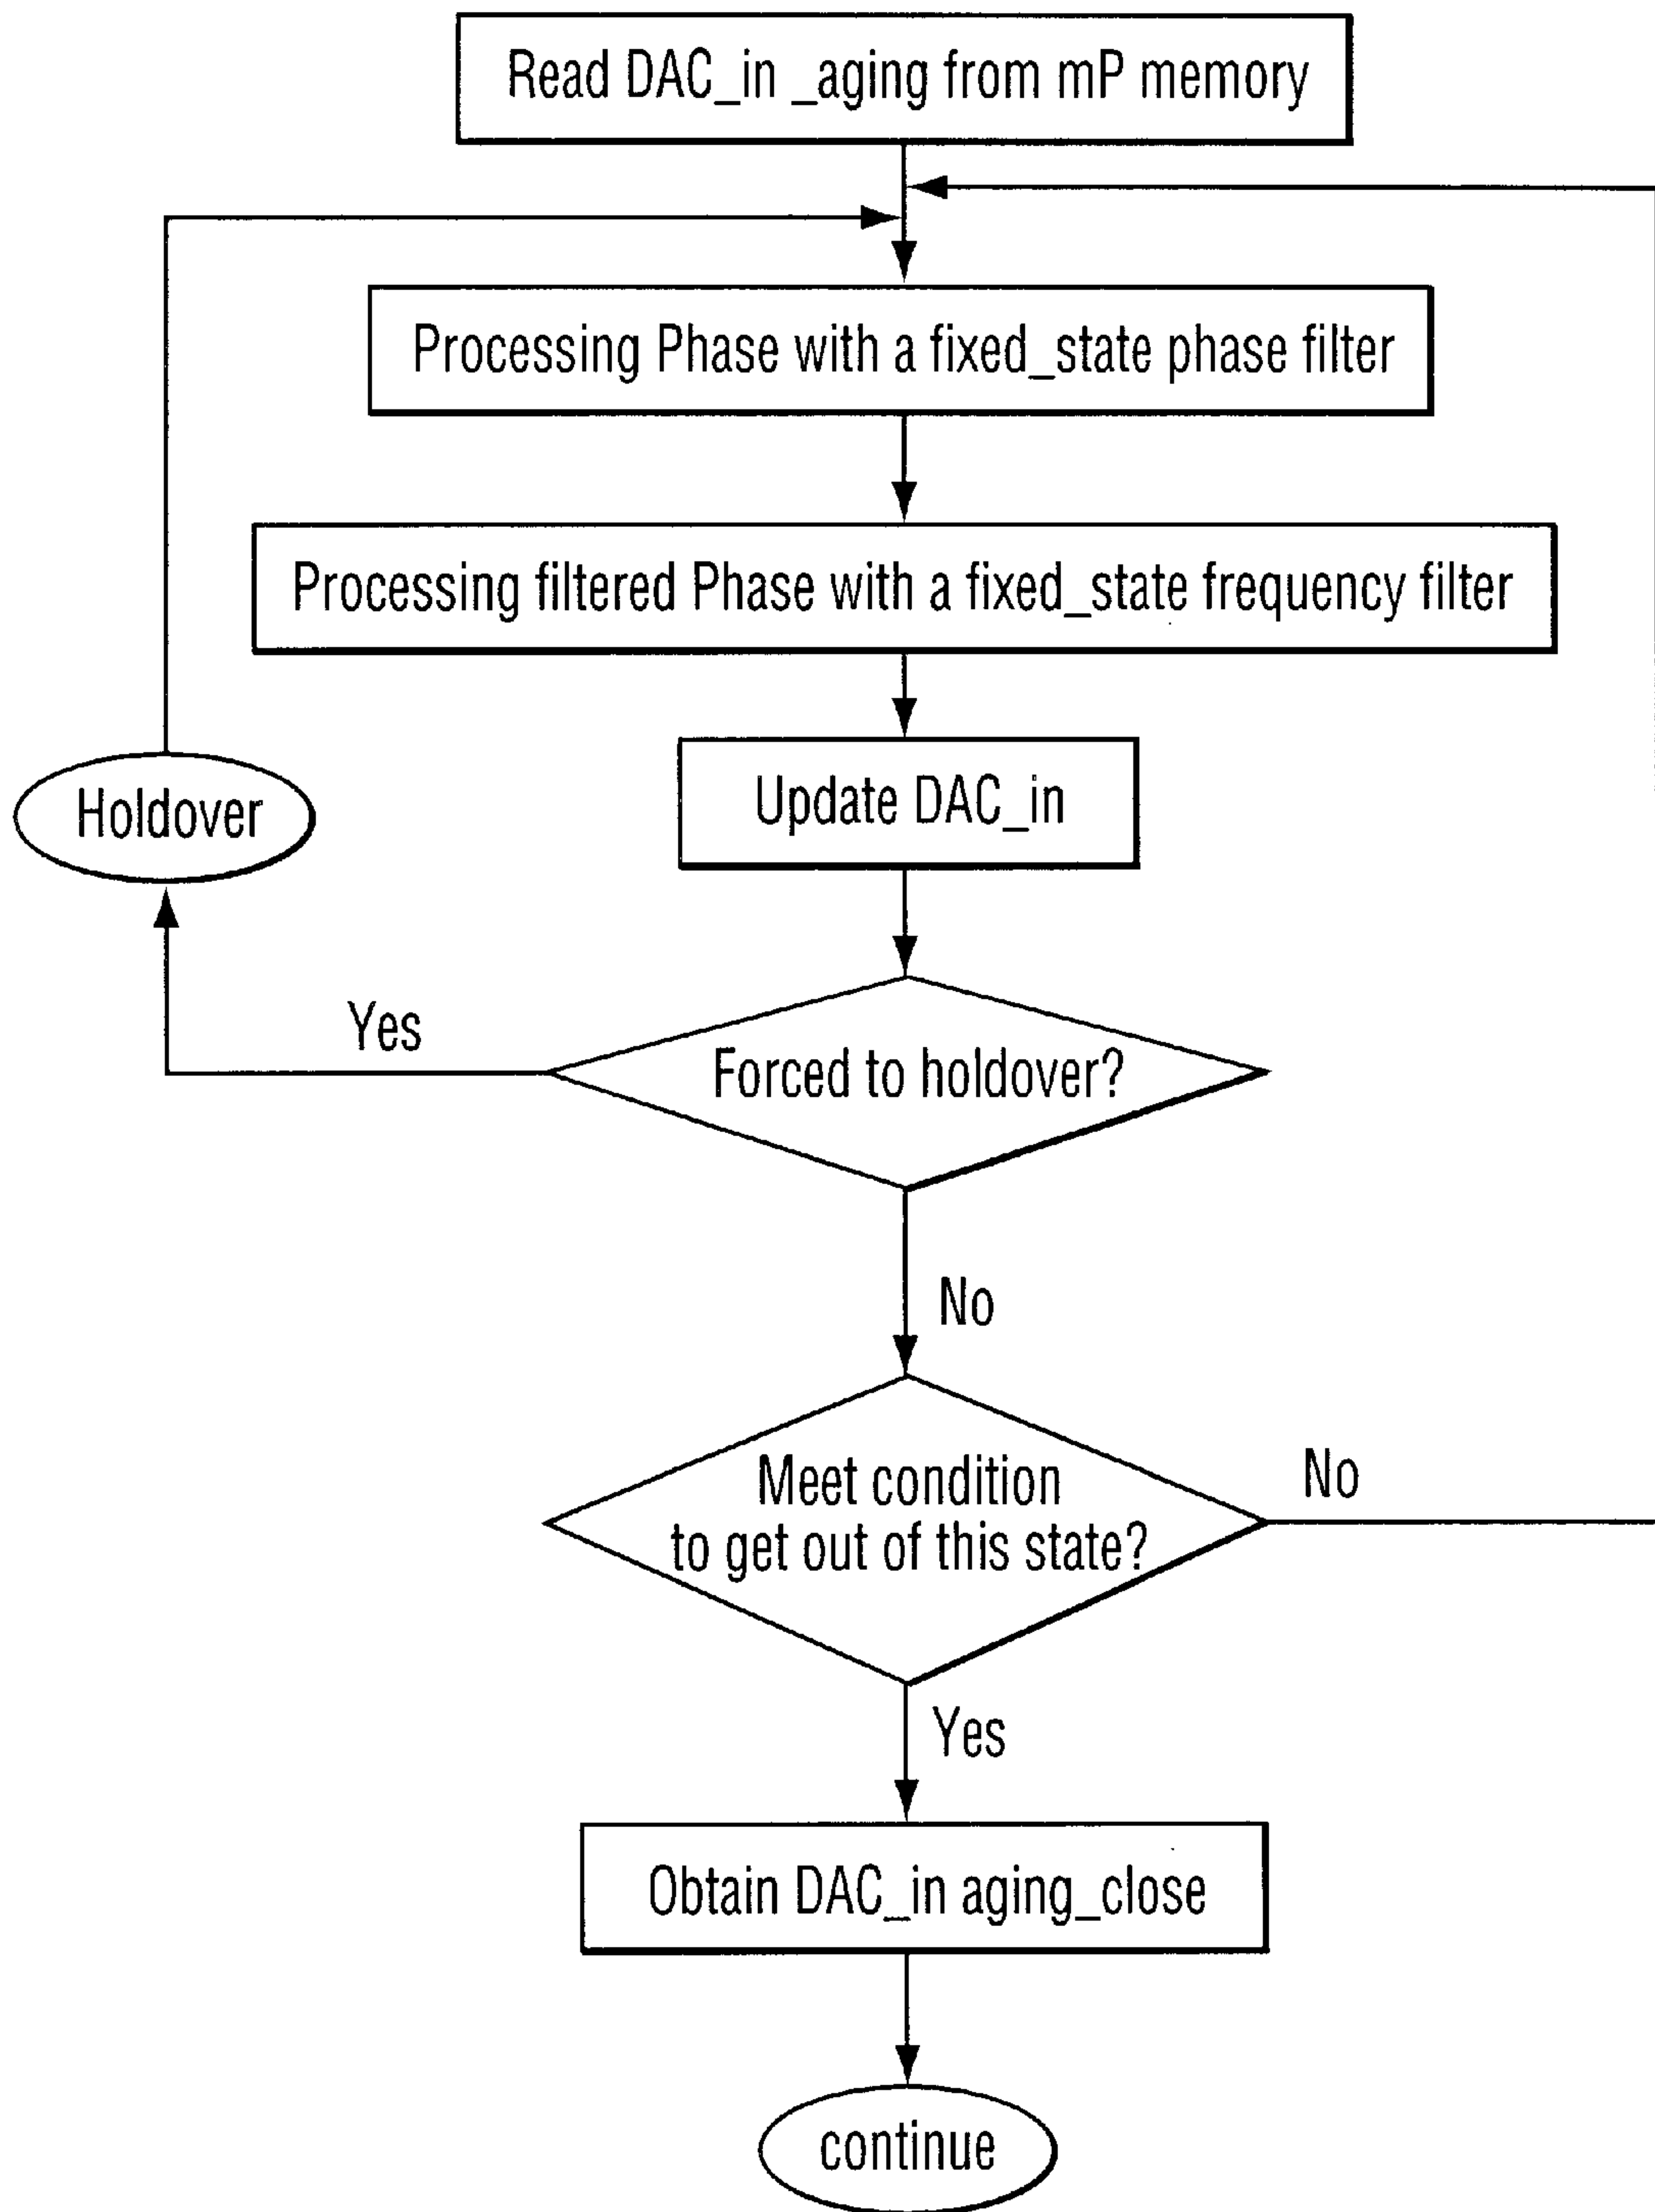 Read DAC_in _aging from mP memory
Processing Phase with a fixed_state phase filter
Processing filtered Phase with a fixed_state frequency filter
Holdover
Update DAC_in
Yes
Forced to holdover?
No
Meet condition
to get out of this state?
No
Yes
Obtain DAC_in aging_close
continue